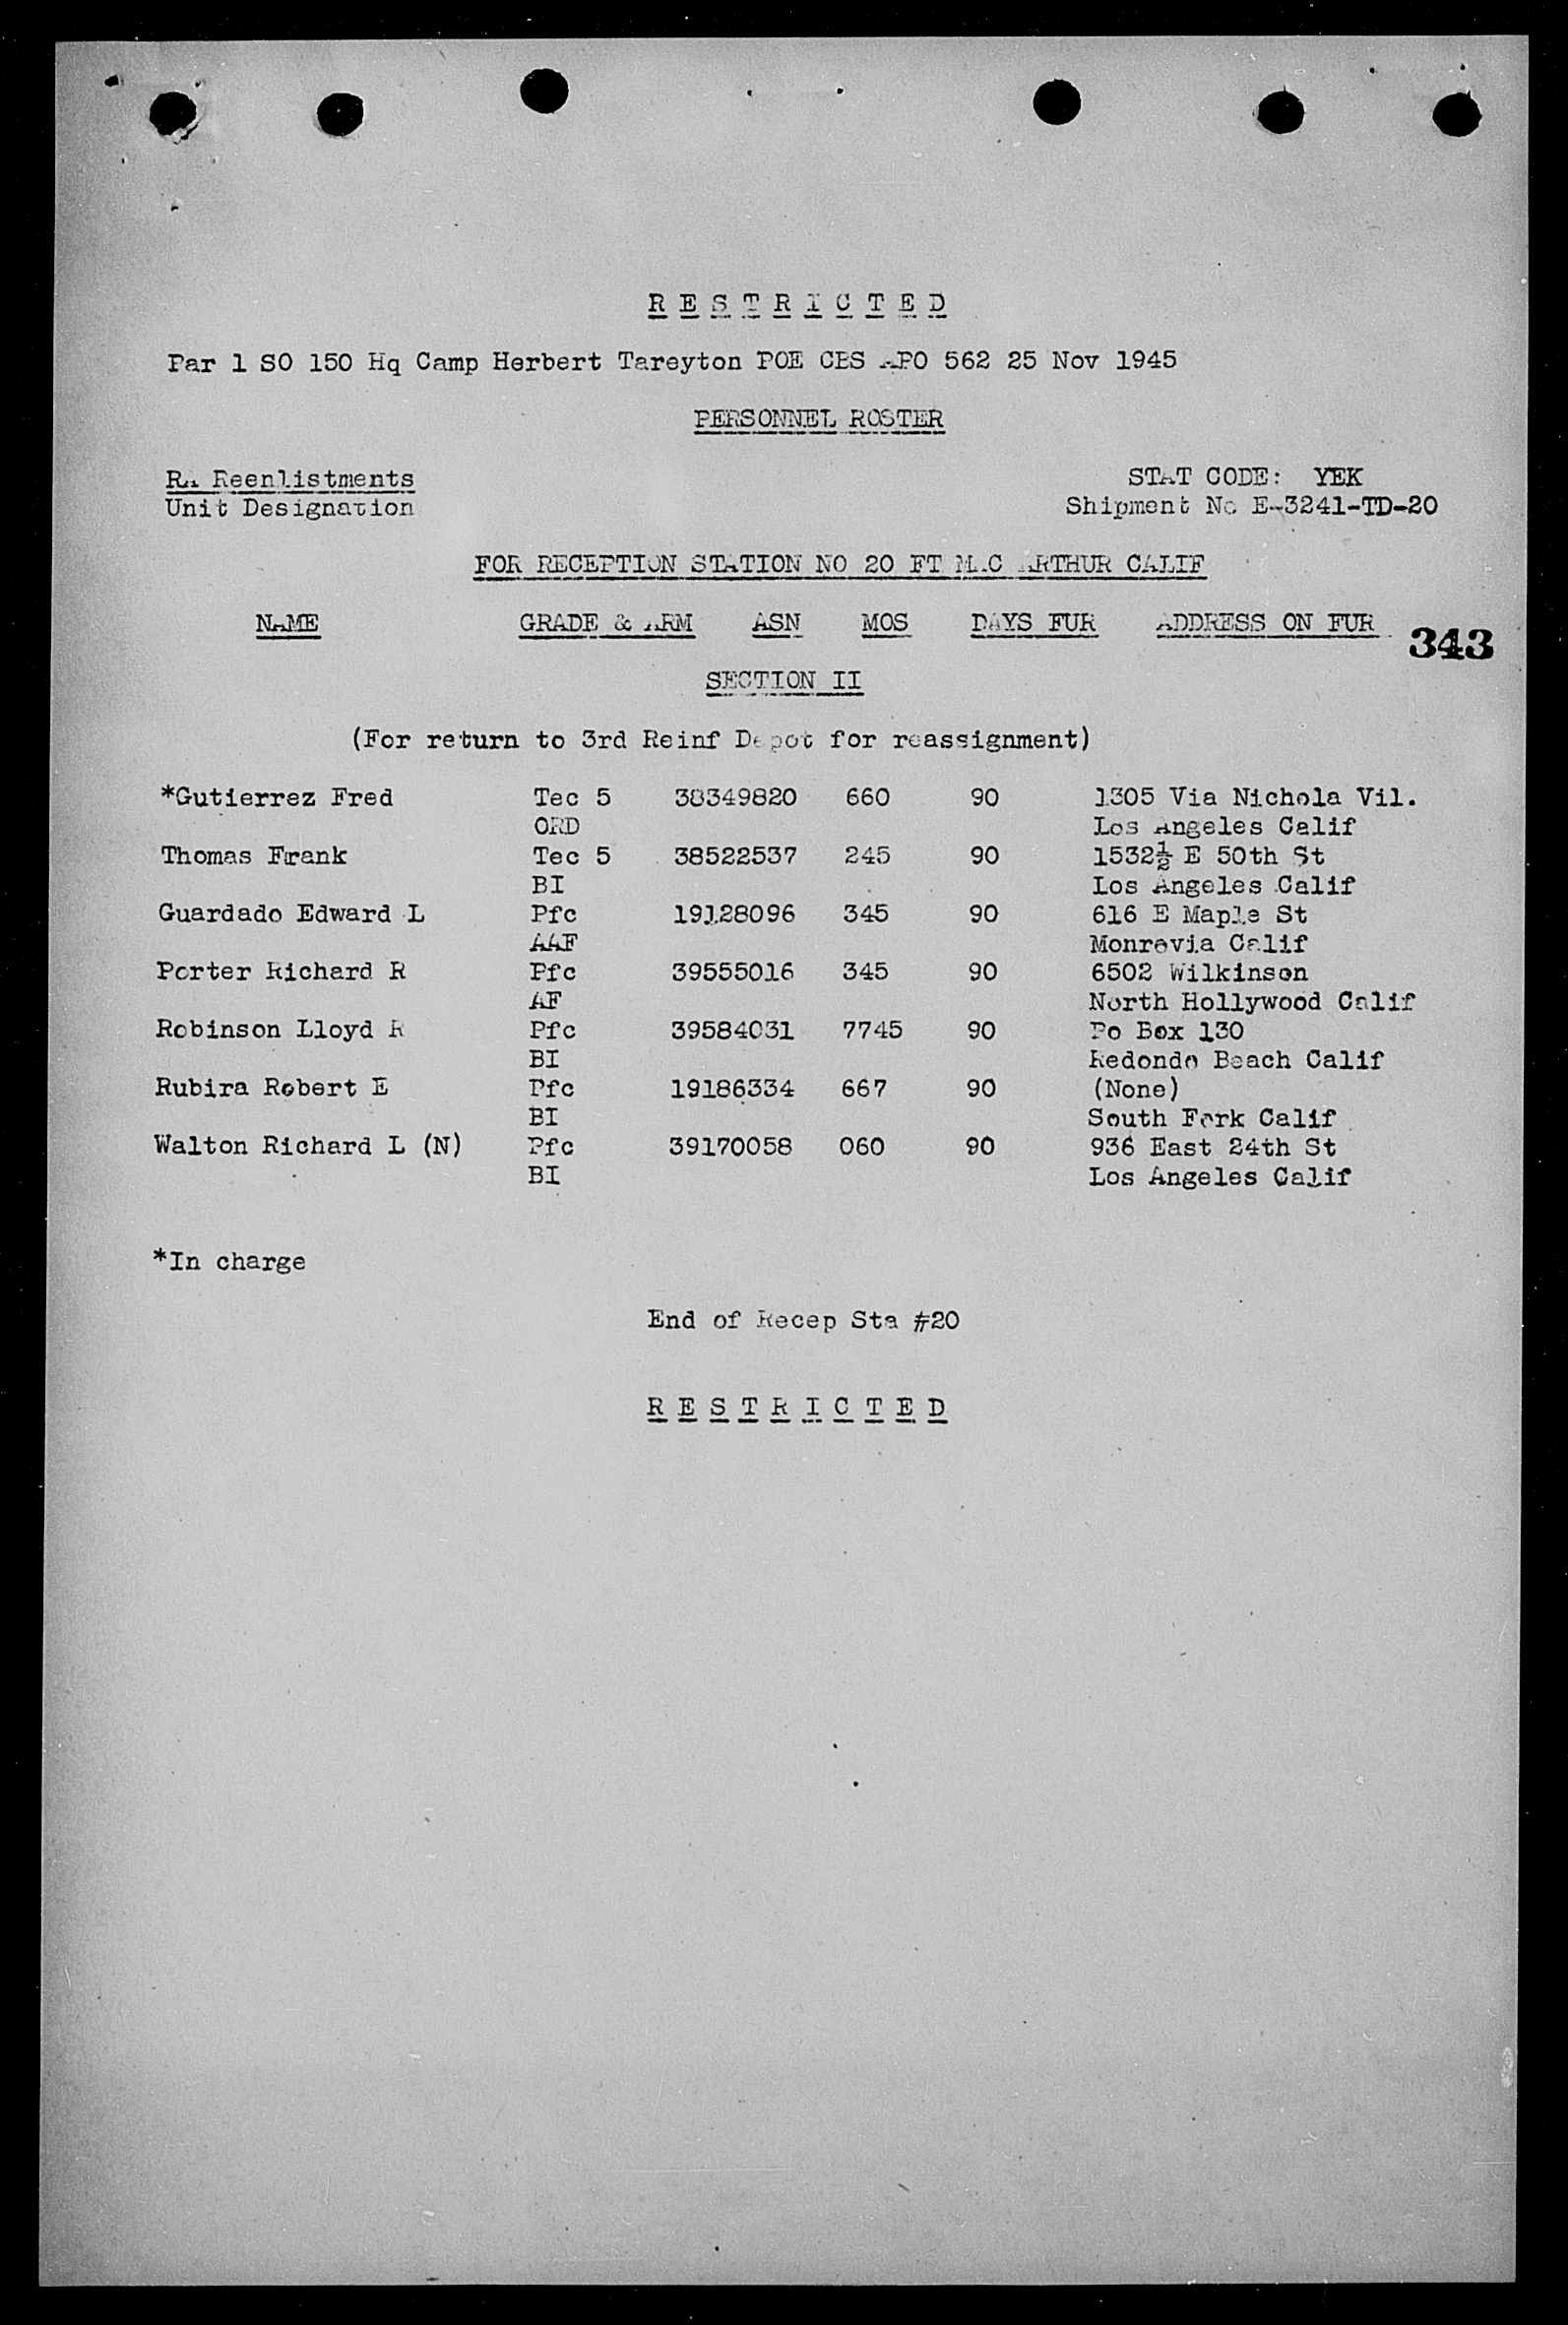 R E S T R I C T E D
Par 1 SO 150 Hq Camp Herbert Tareyton POE CBS APO 562 25 Nov 1945
PERSONNEL ROSTER
RA Reenlistments STAT CODE: YEK
Unit Designation Shipment No E-3241-TD-20
FOR RECEPTION STATION NO 20 FT MAC ARTHUR CALIF
NAME GRADE & ARM ASN MOS DAYS FUR ADDRESS ON FUR
343
SECTION II
(For return to 3rd Reinf Depot for reassignment)
*Gutierrez Fred Tec 5 38349820 660 90 1305 Via Nichola Vil.
ORD Los Angeles Calif
Thomas Frank Tec 5 38522537 245 90 1532½ E 50th St
BI Los Angeles Calif
Guardado Edward L Pfc 19128096 345 90 616 E Maple St
AAF Monrovia Calif
Porter Richard R Pfc 39555016 345 90 6502 Wilkinson
AF North Hollywood Calif
Robinson Lloyd R Pfc 39584031 7745 90 Po Box 130
BI Redondo Beach Calif
Rubira Robert E Pfc 19186334 667 90 (None)
BI South Fork Calif
Walton Richard L (N) Pfc 39170058 060 90 936 East 24th St
BI Los Angeles Calif
*In charge
End of Recep Sta #20
R E S T R I C T E D